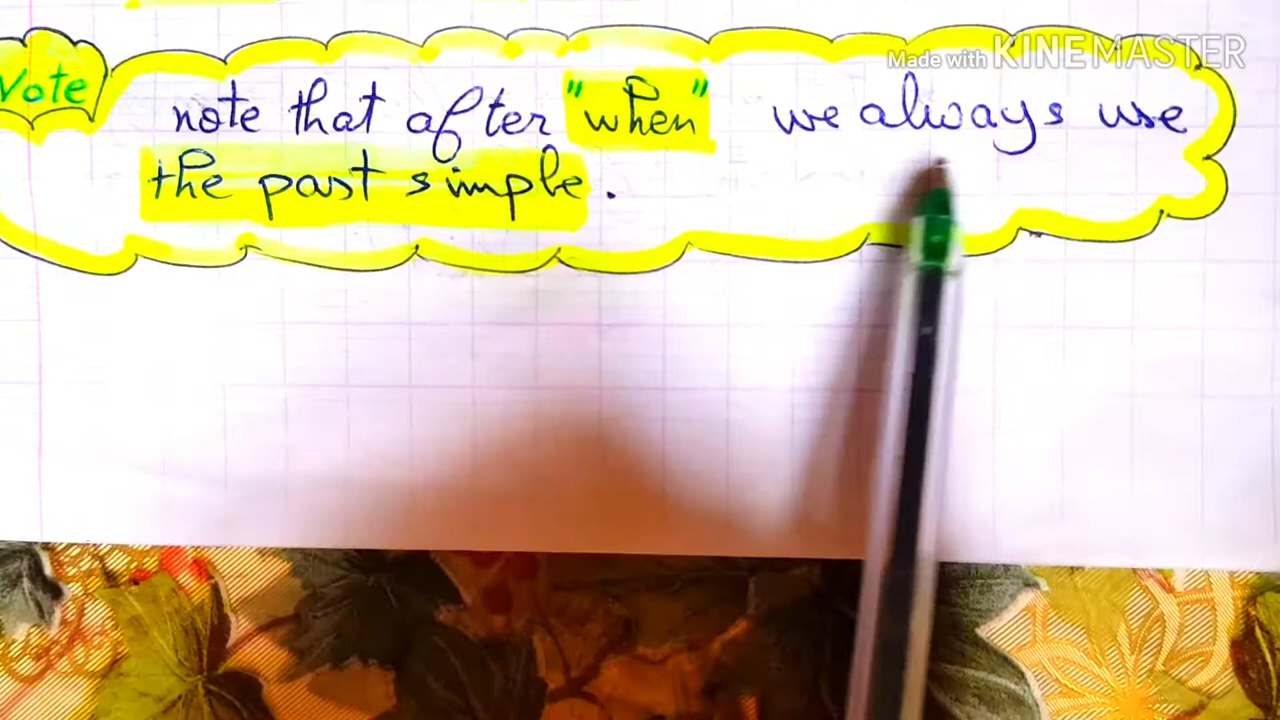 Made with KINEMASTER
Note note that after "when" we always use
the past simple.